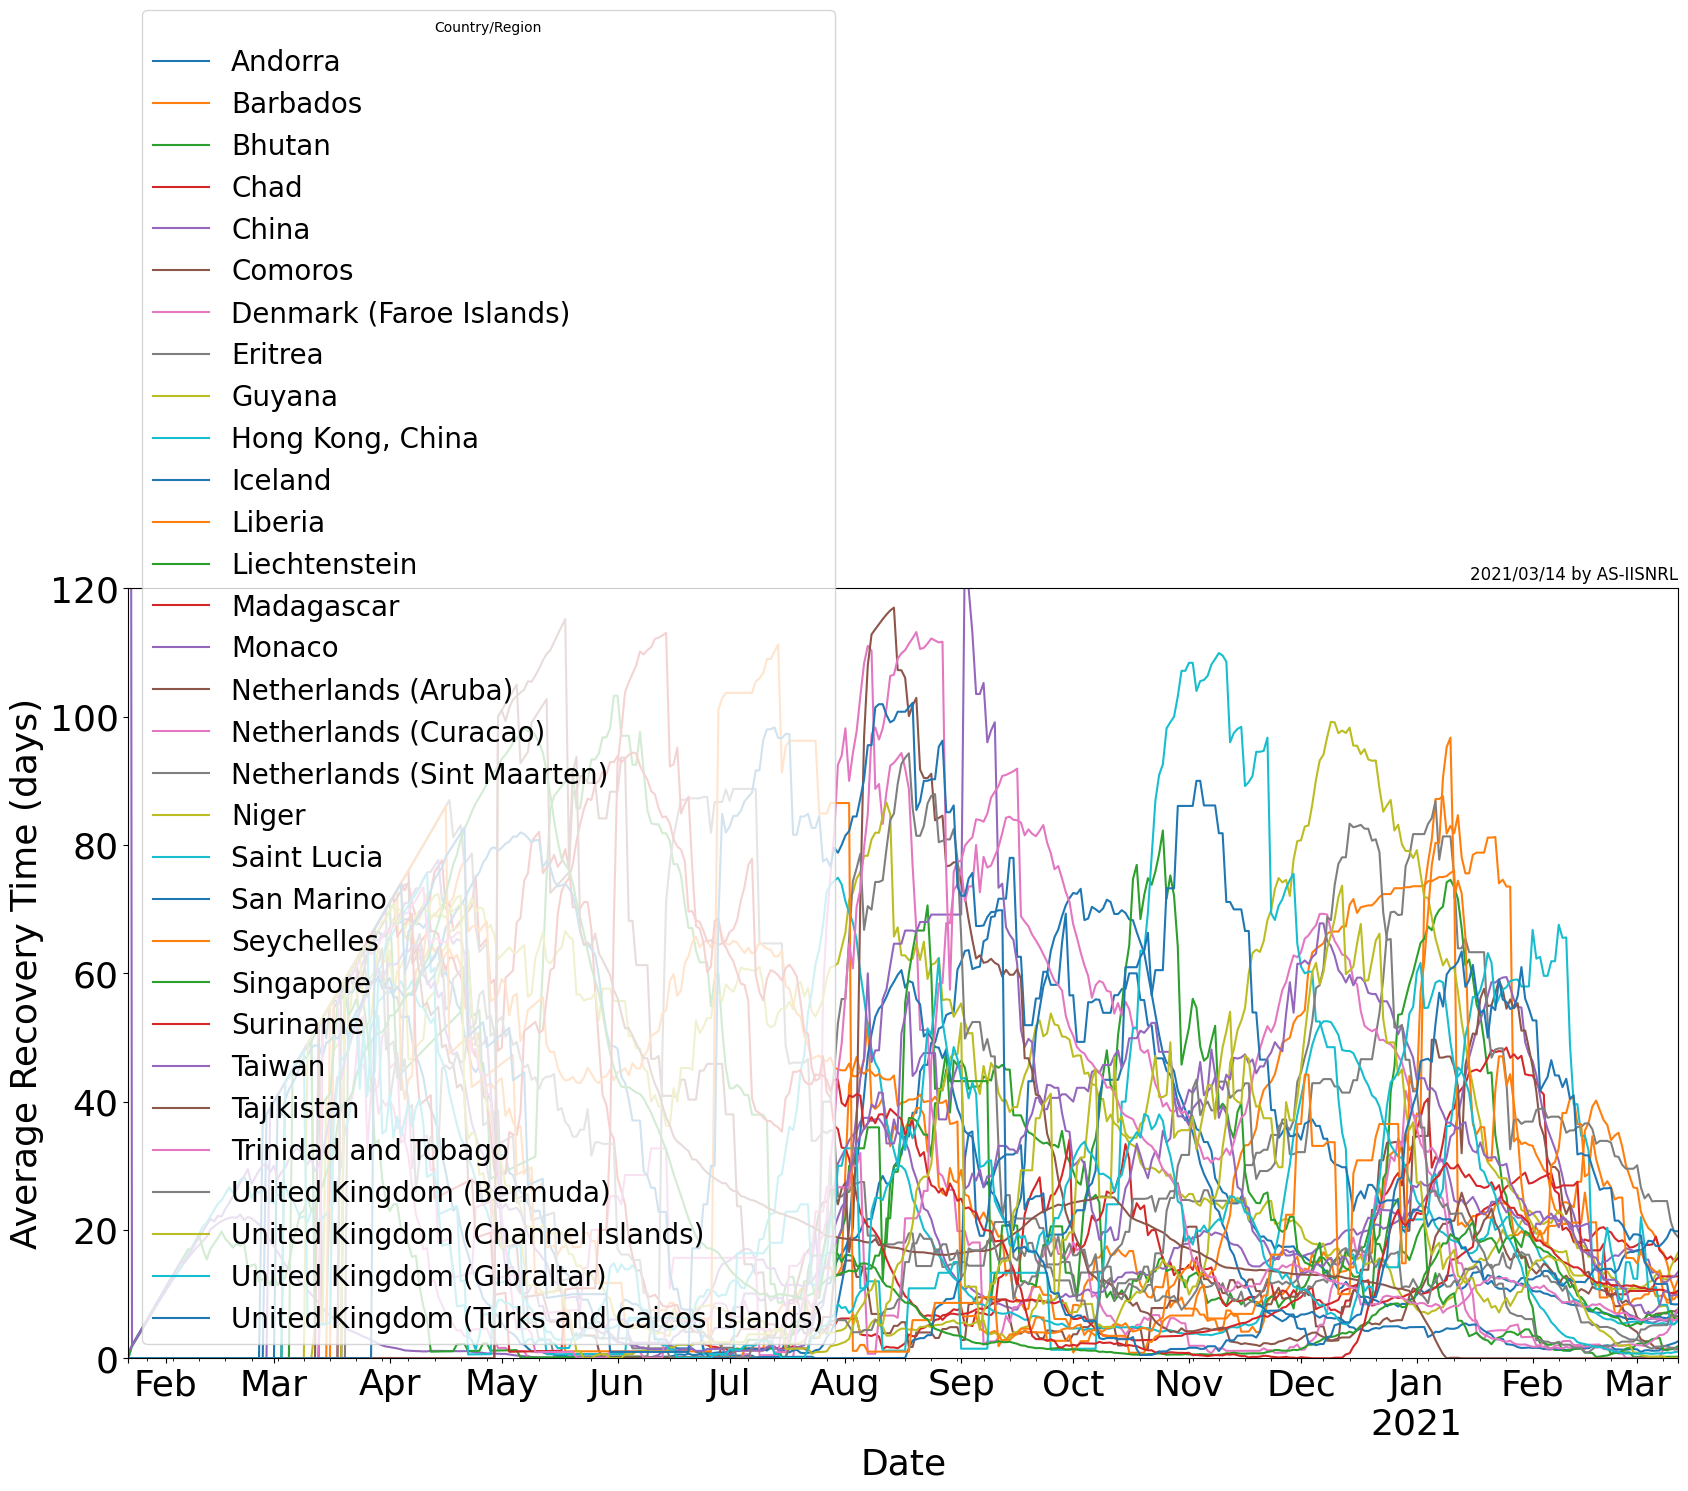 Country/Region
Andorra
Barbados
Bhutan
Chad
China
Comoros
Denmark (Faroe Islands)
Eritrea
Guyana
Hong Kong, China
Iceland
Liberia
Liechtenstein
Madagascar
Monaco
Netherlands (Aruba)
Netherlands (Curacao)
Netherlands (Sint Maarten)
Niger
Saint Lucia
San Marino
Seychelles
Singapore
Suriname
Taiwan
Tajikistan
Trinidad and Tobago
United Kingdom (Bermuda)
United Kingdom (Channel Islands)
United Kingdom (Gibraltar)
United Kingdom (Turks and Caicos Islands)
2021/03/14 by AS-IISNRL
Average Recovery Time (days)
120
100
80
60
40
20
0
Feb Mar Apr May Jun Jul Aug Sep Oct Nov Dec Jan Feb Mar
2021
Date